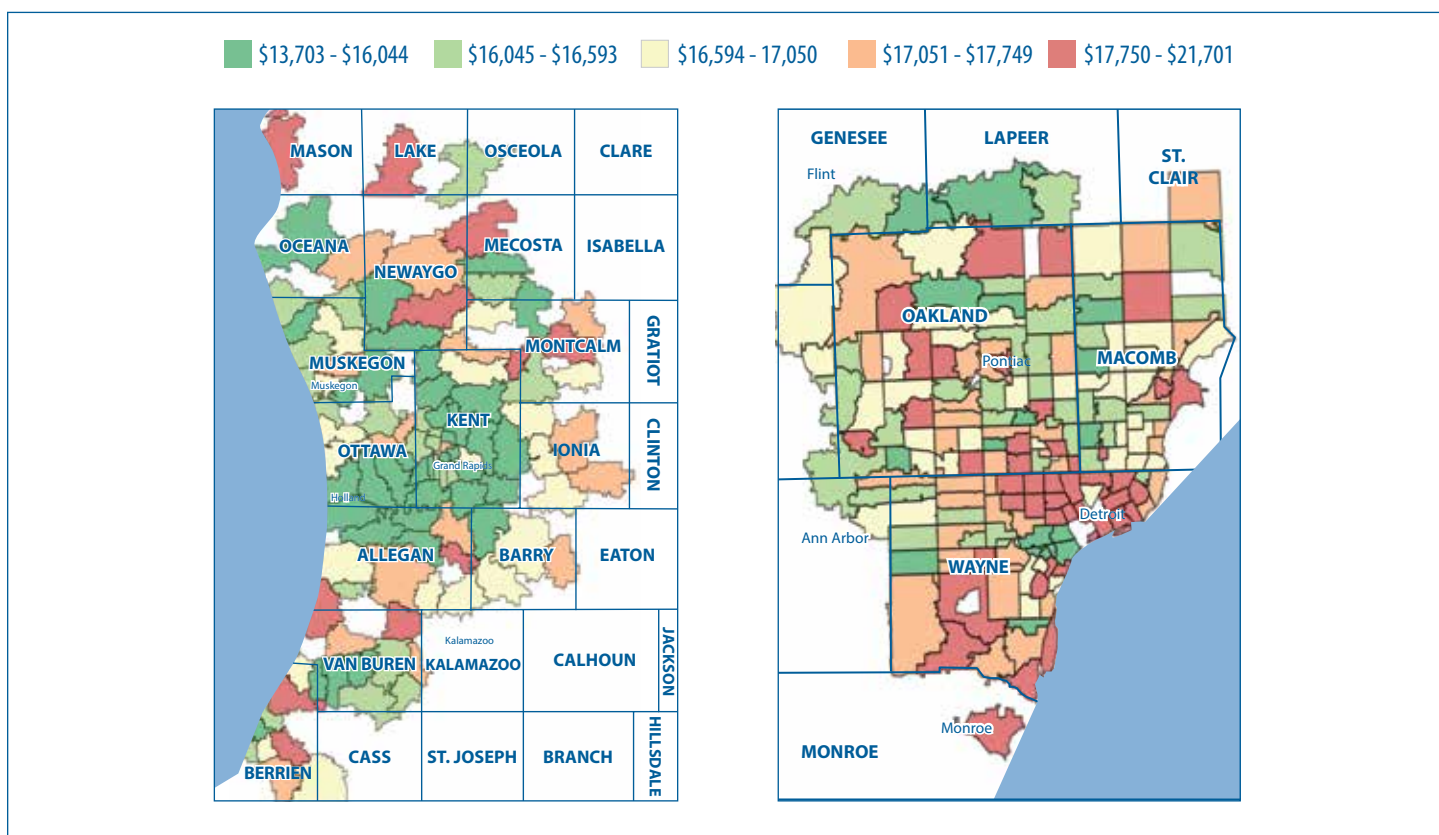 $13,703 - $16,044
$16,045 - $16,593
$16,594 - 17,050
$17,051 - $17,749
$17,750 - $21,701
MASON
LAKE
OSCEOLA
CLARE
OCEANA
NEWAYGO
MECOSTA
ISABELLA
MUSKEGON
Muskegon
MONTCALM
GRATIOT
KENT
OTTAWA
Grand Rapids
IONIA
CLINTON
Holland
ALLEGAN
BARRY
EATON
VAN BUREN
Kalamazoo
KALAMAZOO
CALHOUN
JACKSON
BERRIEN
CASS
ST. JOSEPH
BRANCH
HILLSDALE
GENESEE
Flint
LAPEER
ST.
CLAIR
OAKLAND
Pontiac
MACOMB
Detroit
Ann Arbor
WAYNE
Monroe
MONROE